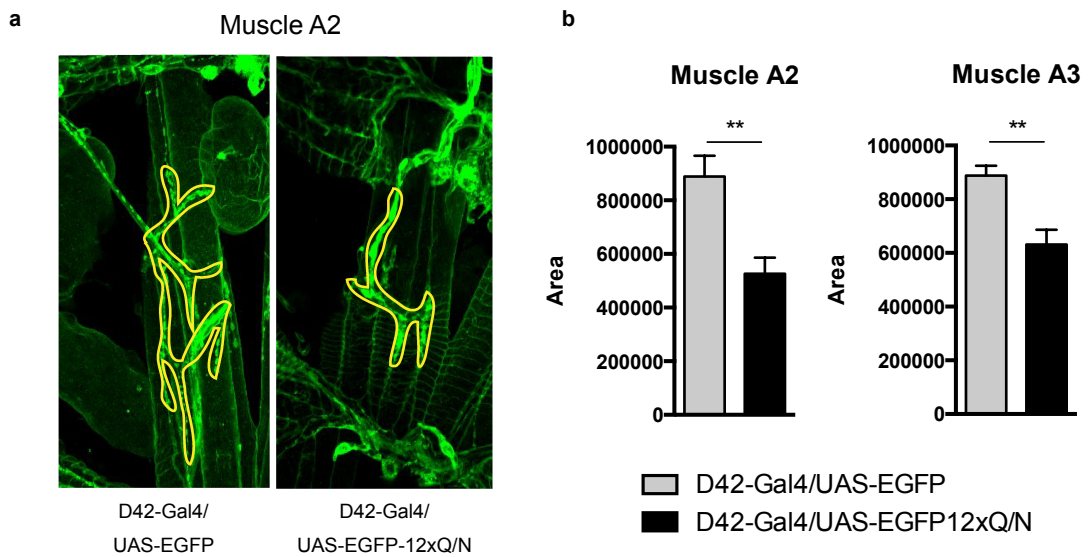 a
Muscle A2
D42-Gal4/
UAS-EGFP
D42-Gal4/
UAS-EGFP-12xQ/N
b
Muscle A2
**
1000000
800000
600000
400000
200000
0
Area
Muscle A3
**
1000000
800000
600000
400000
200000
0
Area
D42-Gal4/UAS-EGFP
D42-Gal4/UAS-EGFP12xQ/N